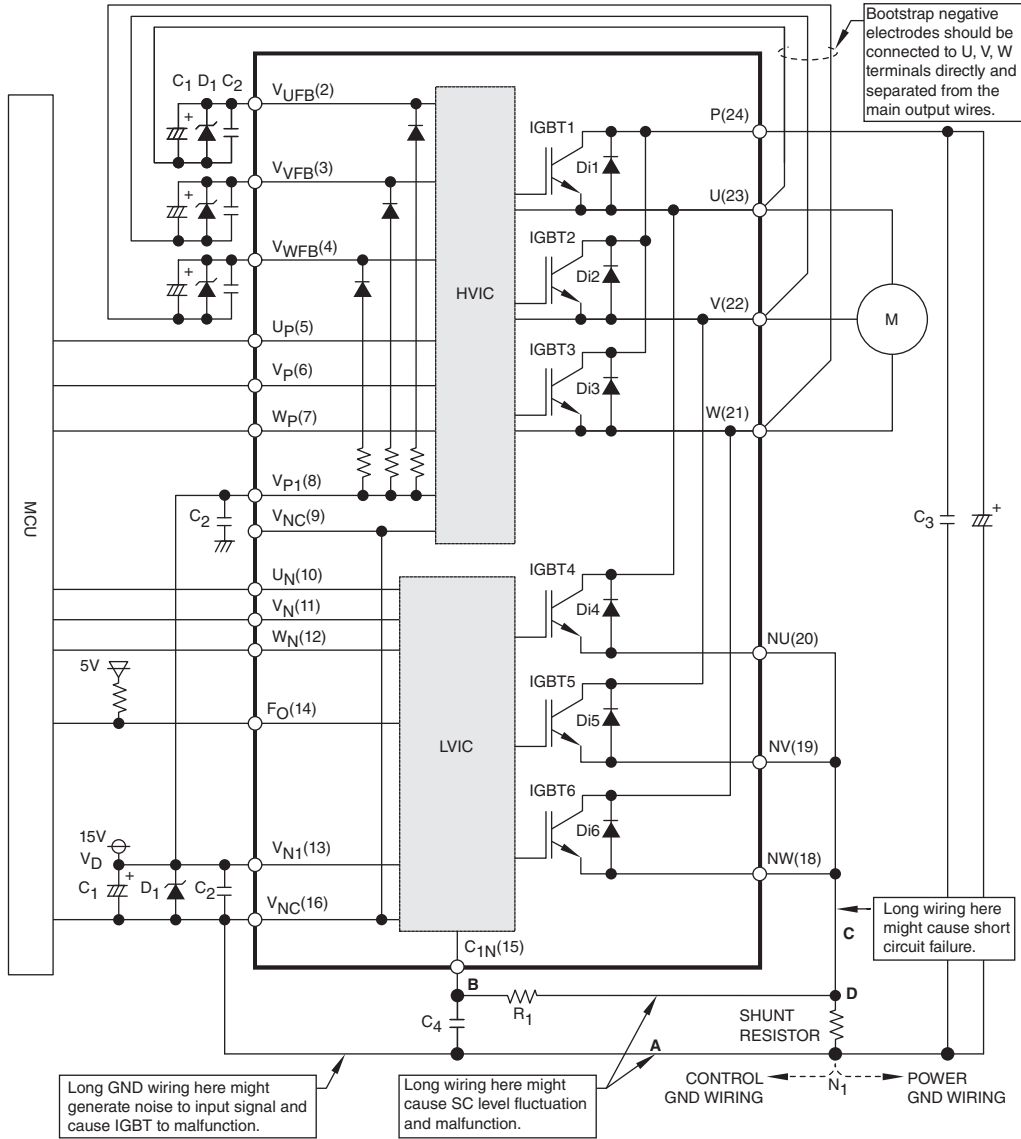 Bootstrap negative
electrodes should be
connected to U, V, W
terminals directly and
separated from the
main output wires.
C1 D1 C2
+
VUFB(2)
P(24)
IGBT1
Di1
VVFB(3)
+
U(23)
IGBT2
VWFB(4)
+
Di2
HVIC
V(22)
M
UP(5)
IGBT3
VP(6)
Di3
WP(7)
W(21)
MCU
VP1(8)
C2
VNC(9)
C3
+
IGBT4
UN(10)
Di4
VN(11)
WN(12)
NU(20)
5V
IGBT5
FO(14)
Di5
LVIC
NV(19)
IGBT6
Di6
15V
VD
VN1(13)
NW(18)
C1
+
D1
C2
VNC(16)
Long wiring here
might cause short
circuit failure.
C
C1N(15)
B
D
R1
C4
SHUNT
RESISTOR
A
Long GND wiring here might
generate noise to input signal and
cause IGBT to malfunction.
Long wiring here might
cause SC level fluctuation
and malfunction.
CONTROL
GND WIRING
N1
POWER
GND WIRING